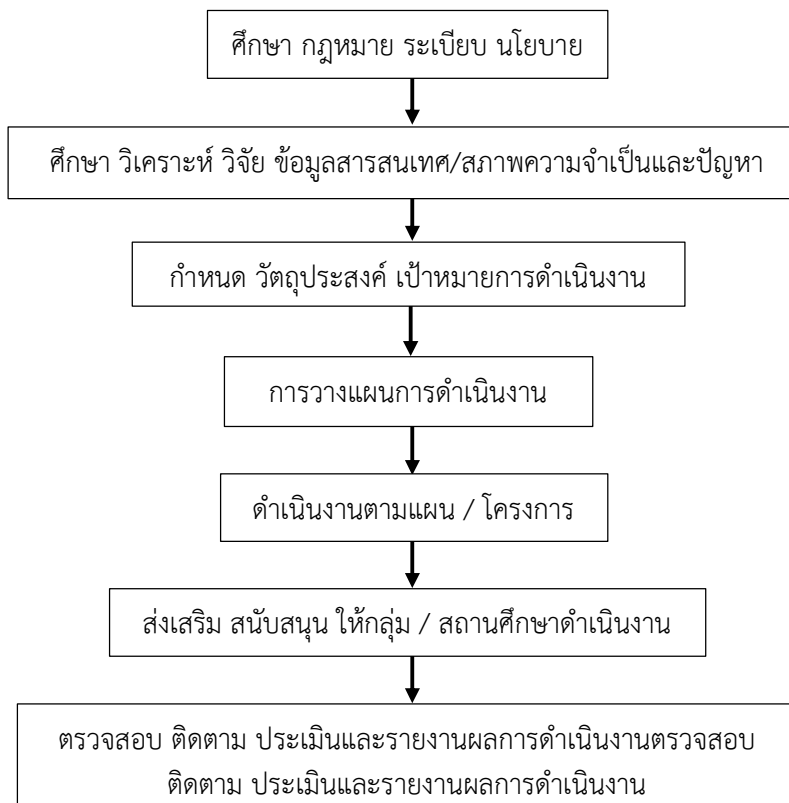 ศึกษา กฎหมาย ระเบียบ นโยบาย
ศึกษา วิเคราะห์ วิจัย ข้อมูลสารสนเทศ/สภาพความจำเป็นและปัญหา
กำหนด วัตถุประสงค์ เป้าหมายการดำเนินงาน
การวางแผนการดำเนินงาน
ดำเนินงานตามแผน / โครงการ
ส่งเสริม สนับสนุน ให้กลุ่ม / สถานศึกษาดำเนินงาน
ตรวจสอบ ติดตาม ประเมินและรายงานผลการดำเนินงานตรวจสอบ
ติดตาม ประเมินและรายงานผลการดำเนินงาน